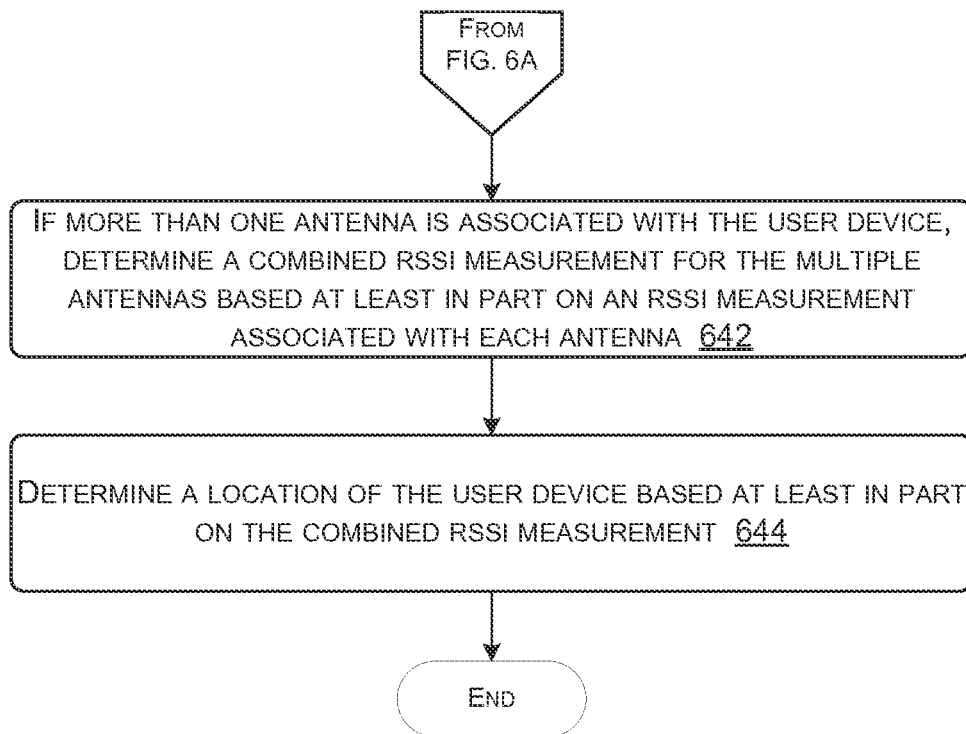 FROM
FIG. 6A
IF MORE THAN ONE ANTENNA IS ASSOCIATED WITH THE USER DEVICE,
DETERMINE A COMBINED RSSI MEASUREMENT FOR THE MULTIPLE
ANTENNAS BASED AT LEAST IN PART ON AN RSSI MEASUREMENT
ASSOCIATED WITH EACH ANTENNA 642
DETERMINE A LOCATION OF THE USER DEVICE BASED AT LEAST IN PART
ON THE COMBINED RSSI MEASUREMENT 644
END